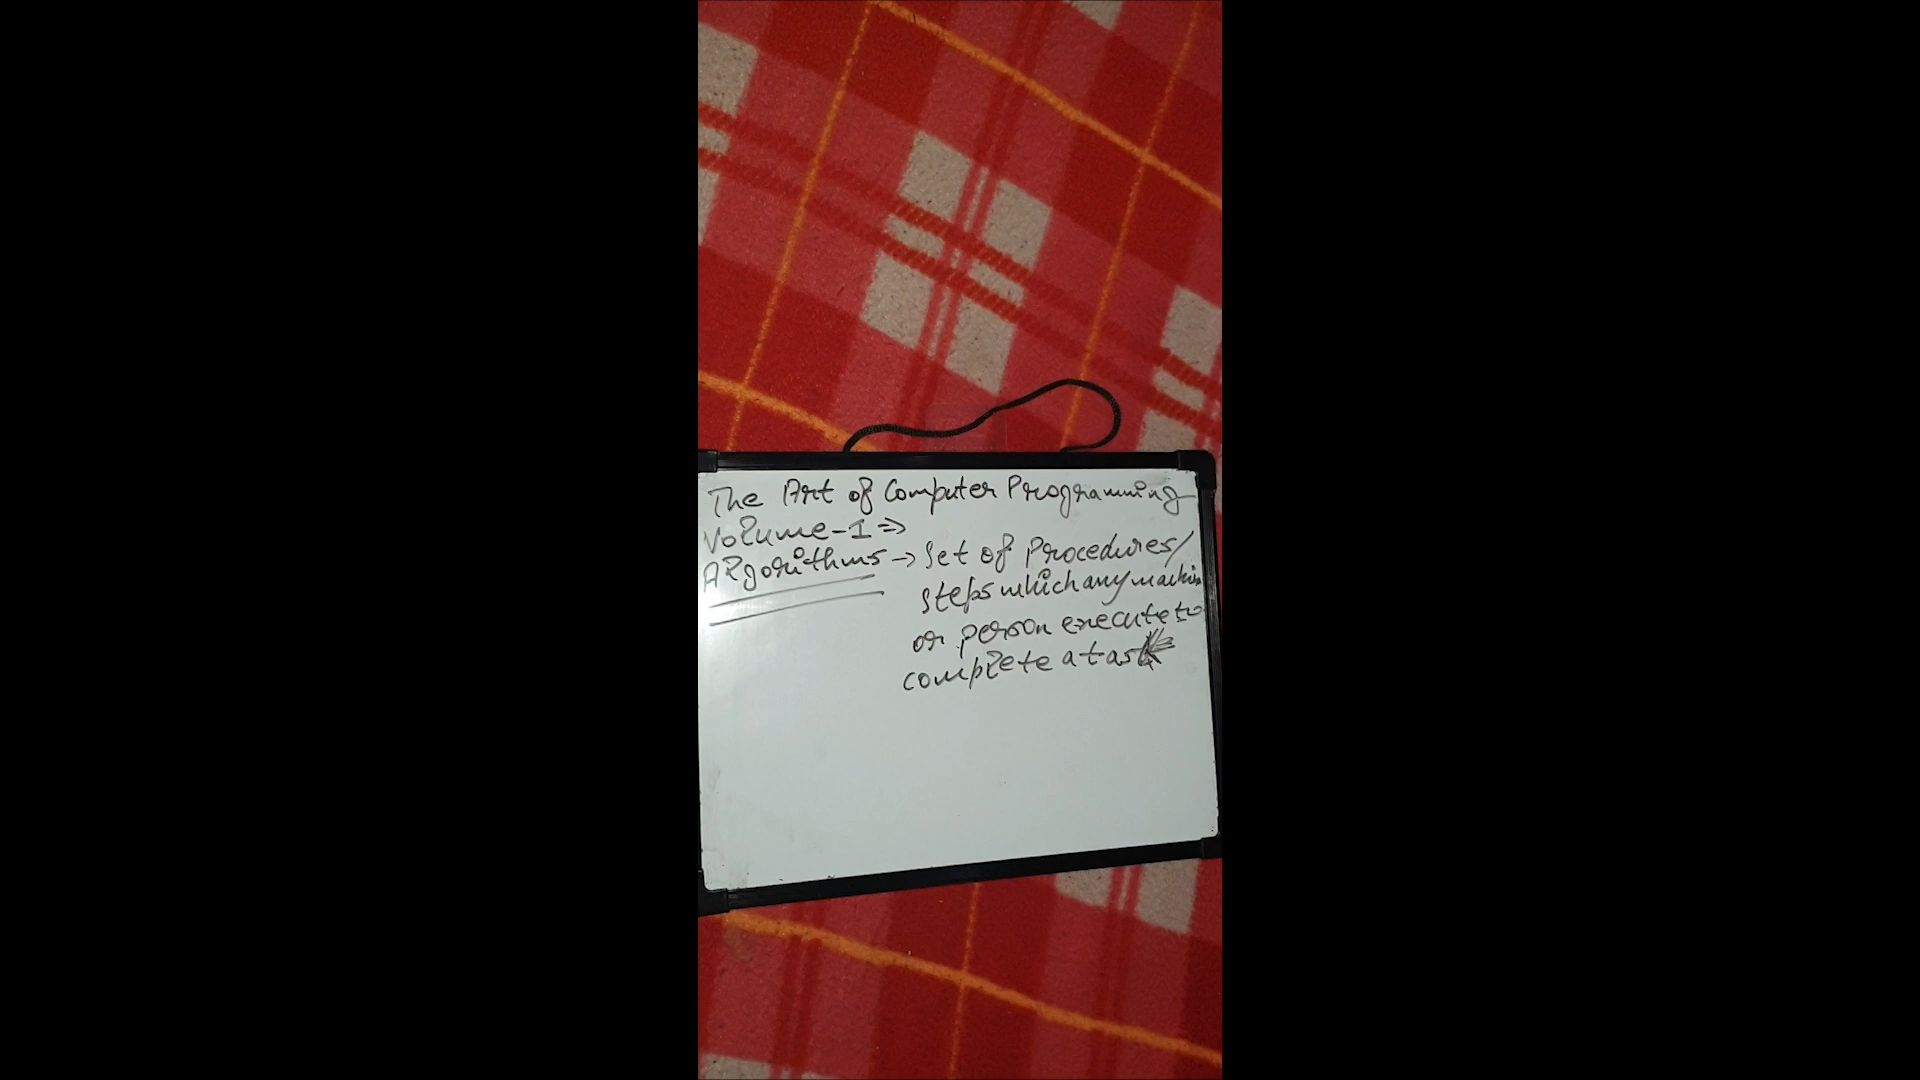 The Art of Computer Programming
Volume-1 =>
Algorithms -> Set of Procedures/
steps which any machine
or person execute to
complete a task